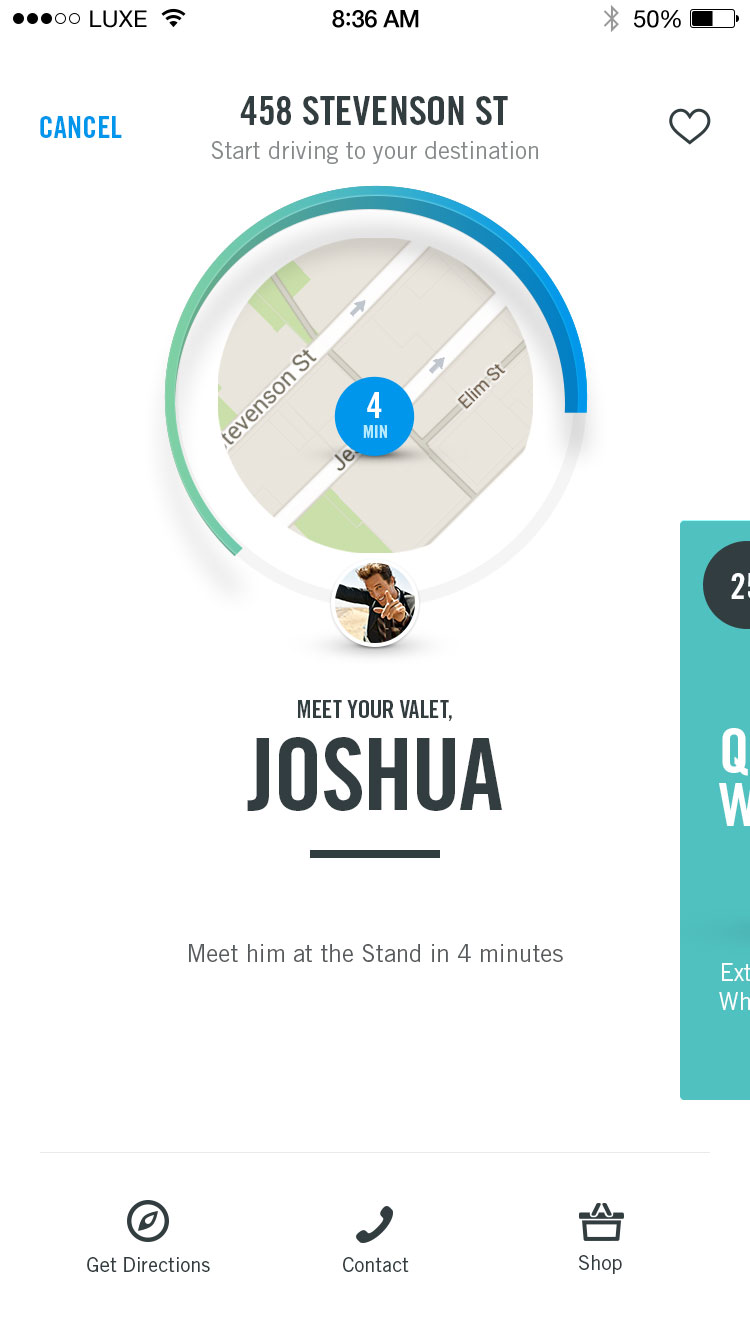 LUXE 8:36 AM 50%
CANCEL
458 STEVENSON ST
Start driving to your destination
tevenson St
Elim St
Je
4
MIN
MEET YOUR VALET,
JOSHUA
Meet him at the Stand in 4 minutes
25
Q
W
Ext
Wh
Get Directions
Contact
Shop